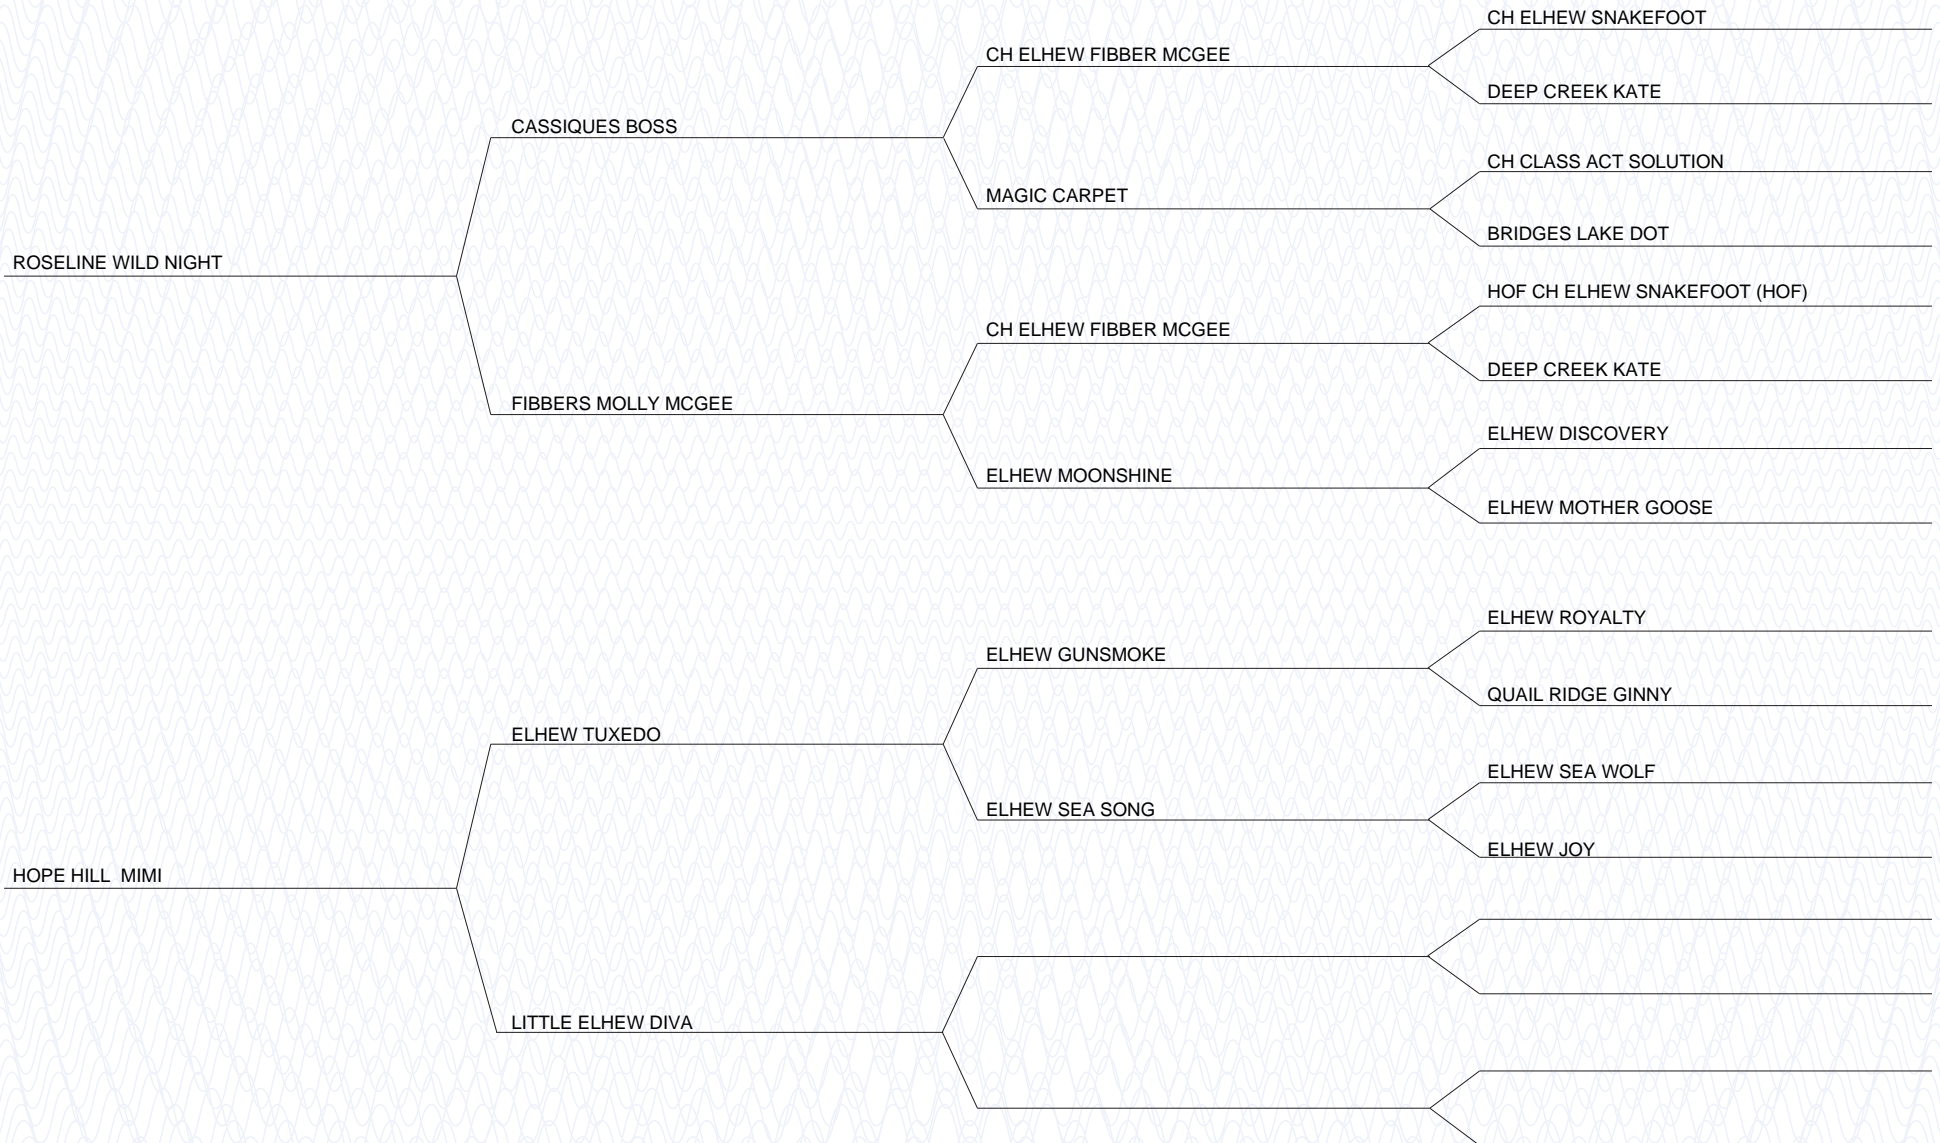 CH ELHEW SNAKEFOOT
CH ELHEW FIBBER MCGEE
DEEP CREEK KATE
CASSIQUES BOSS
CH CLASS ACT SOLUTION
MAGIC CARPET
BRIDGES LAKE DOT
ROSELINE WILD NIGHT
HOF CH ELHEW SNAKEFOOT (HOF)
CH ELHEW FIBBER MCGEE
DEEP CREEK KATE
FIBBERS MOLLY MCGEE
ELHEW DISCOVERY
ELHEW MOONSHINE
ELHEW MOTHER GOOSE
ELHEW ROYALTY
ELHEW GUNSMOKE
QUAIL RIDGE GINNY
ELHEW TUXEDO
ELHEW SEA WOLF
ELHEW SEA SONG
ELHEW JOY
HOPE HILL  MIMI
LITTLE ELHEW DIVA